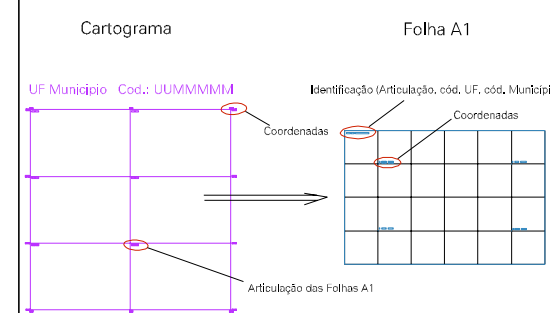 Cartograma
Folha A1
UF Município Cod.: UUMMMMM
Identificação (Articulação, cód. UF, cód. Municípi
Coordenadas
Coordenadas
Articulação das Folhas A1